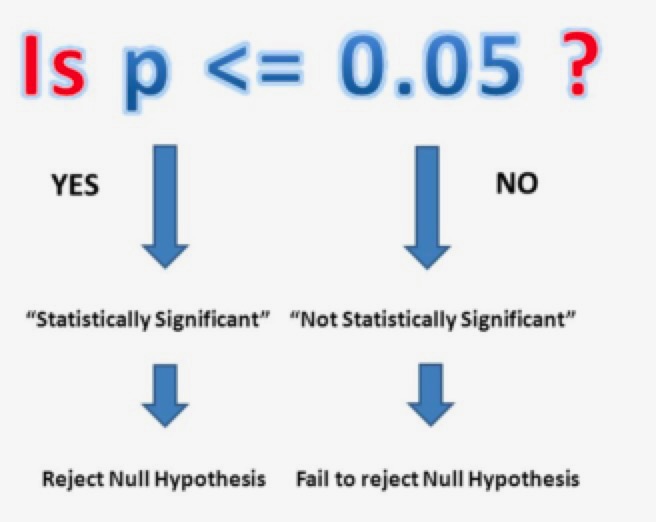 Is p <= 0.05 ?
YES
NO
“Statistically Significant” “Not Statistically Significant”
Reject Null Hypothesis Fail to reject Null Hypothesis